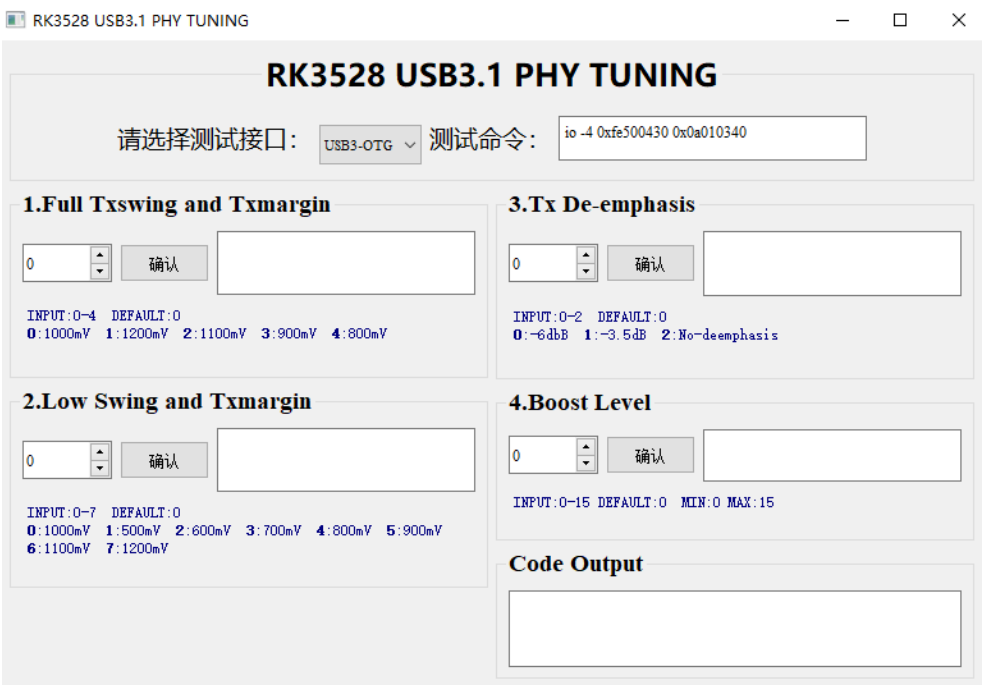 RK3528 USB3.1 PHY TUNING
RK3528 USB3.1 PHY TUNING
请选择测试接口： USB3-OTG 测试命令： io -4 0xfe500430 0x0a010340
1.Full Txswing and Txmargin
0 确认
INPUT:0-4 DEFAULT:0
0:1000mV 1:1200mV 2:1100mV 3:900mV 4:800mV
2.Low Swing and Txmargin
0 确认
INPUT:0-7 DEFAULT:0
0:1000mV 1:500mV 2:600mV 3:700mV 4:800mV 5:900mV
6:1100mV 7:1200mV
3.Tx De-emphasis
0 确认
INPUT:0-2 DEFAULT:0
0:-6dbB 1:-3.5dB 2:No-deemphasis
4.Boost Level
0 确认
INPUT:0-15 DEFAULT:0 MIN:0 MAX:15
Code Output